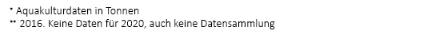 * Aquakulturdaten in Tonnen
** 2016. Keine Daten für 2020, auch keine Datensammlung